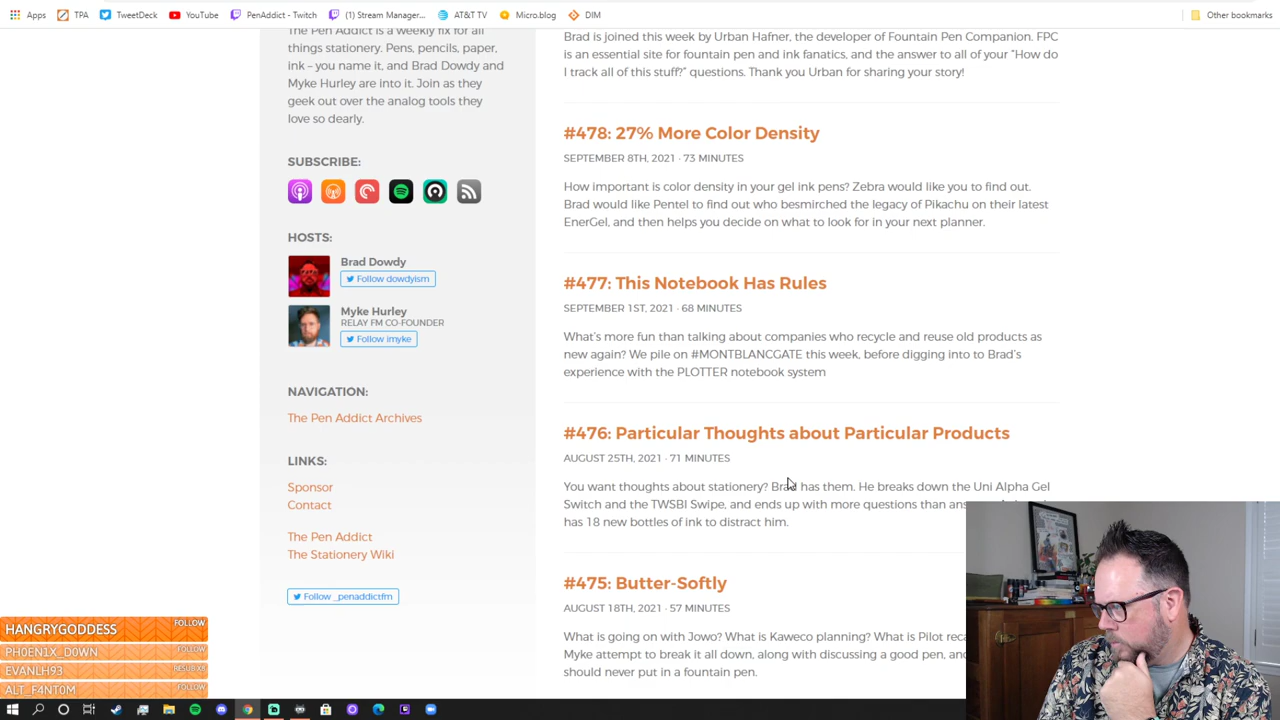 Apps
TPA
TweetDeck
YouTube
PenAddict - Twitch
(1) Stream Manager...
AT&T TV
Micro.blog
DIM
Other bookmarks
The Pen Addict is a weekly fix for all
things stationery. Pens, pencils, paper,
ink – you name it, and Brad Dowdy and
Myke Hurley are into it. Join as they
geek out over the analog tools they
love so dearly.
SUBSCRIBE:
HOSTS:
Brad Dowdy
Follow dowdyism
Myke Hurley
RELAY FM CO-FOUNDER
Follow imyke
NAVIGATION:
The Pen Addict Archives
LINKS:
Sponsor
Contact
The Pen Addict
The Stationery Wiki
Follow _penaddictfm
Brad is joined this week by Urban Hafner, the developer of Fountain Pen Companion. FPC
is an essential site for fountain pen and ink fanatics, and the answer to all of your "How do
I track all of this stuff?" questions. Thank you Urban for sharing your story!
#478: 27% More Color Density
SEPTEMBER 8TH, 2021 · 73 MINUTES
How important is color density in your gel ink pens? Zebra would like you to find out.
Brad would like Pentel to find out who besmirched the legacy of Pikachu on their latest
EnerGel, and then helps you decide on what to look for in your next planner.
#477: This Notebook Has Rules
SEPTEMBER 1ST, 2021 · 68 MINUTES
What's more fun than talking about companies who recycle and reuse old products as
new again? We pile on #MONTBLANCGATE this week, before digging into to Brad's
experience with the PLOTTER notebook system
#476: Particular Thoughts about Particular Products
AUGUST 25TH, 2021 · 71 MINUTES
You want thoughts about stationery? Brad has them. He breaks down the Uni Alpha Gel
Switch and the TWSBI Swipe, and ends up with more questions than
has 18 new bottles of ink to distract him.
#475: Butter-Softly
AUGUST 18TH, 2021 · 57 MINUTES
What is going on with Jowo? What is Kaweco planning? What is Pilot
Myke attempt to break it all down, along with discussing a good pen,
should never put in a fountain pen.
HANGRYGODDESS FOLLOW
PH0EN1X_D0WN FOLLOW
EVANLH93
ALT_F4NT0M FOLLOW